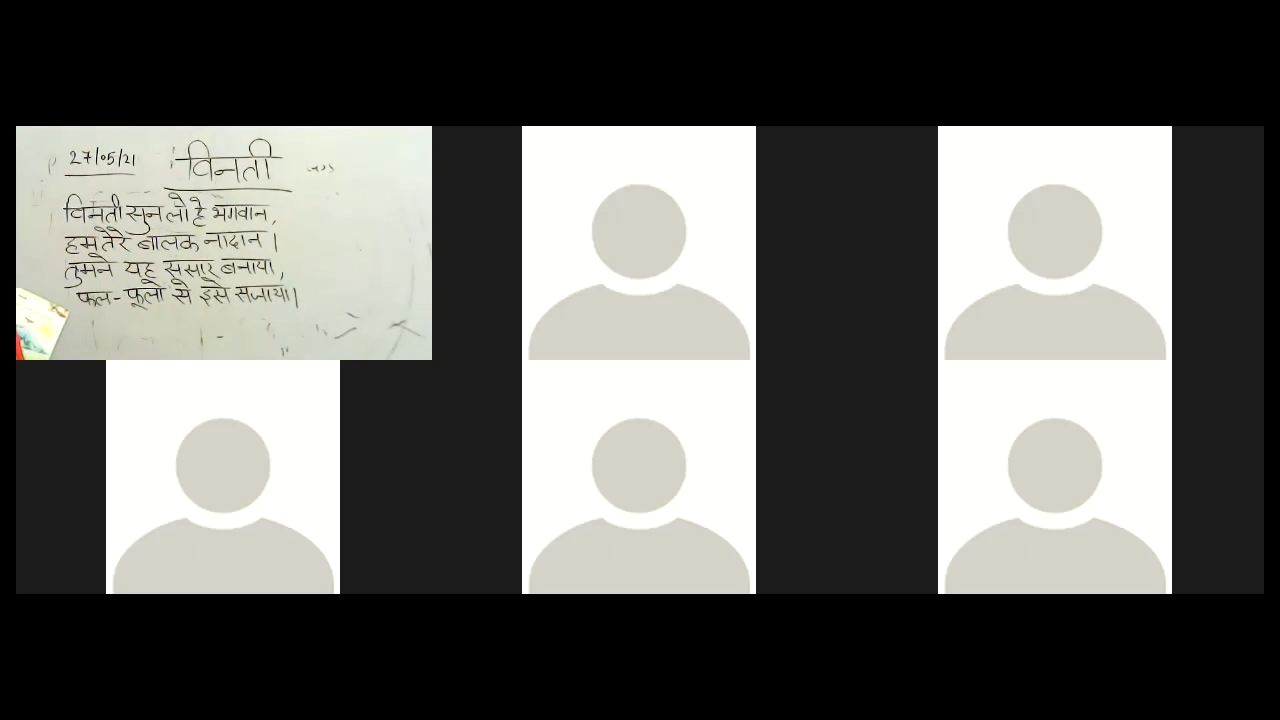 27/05/21
विनती
विनती सुन लो हे भगवान,
हम तेरे बालक नादान।
तुमने यह संसार बनाया,
फल-फूलों से इसे सजाया।